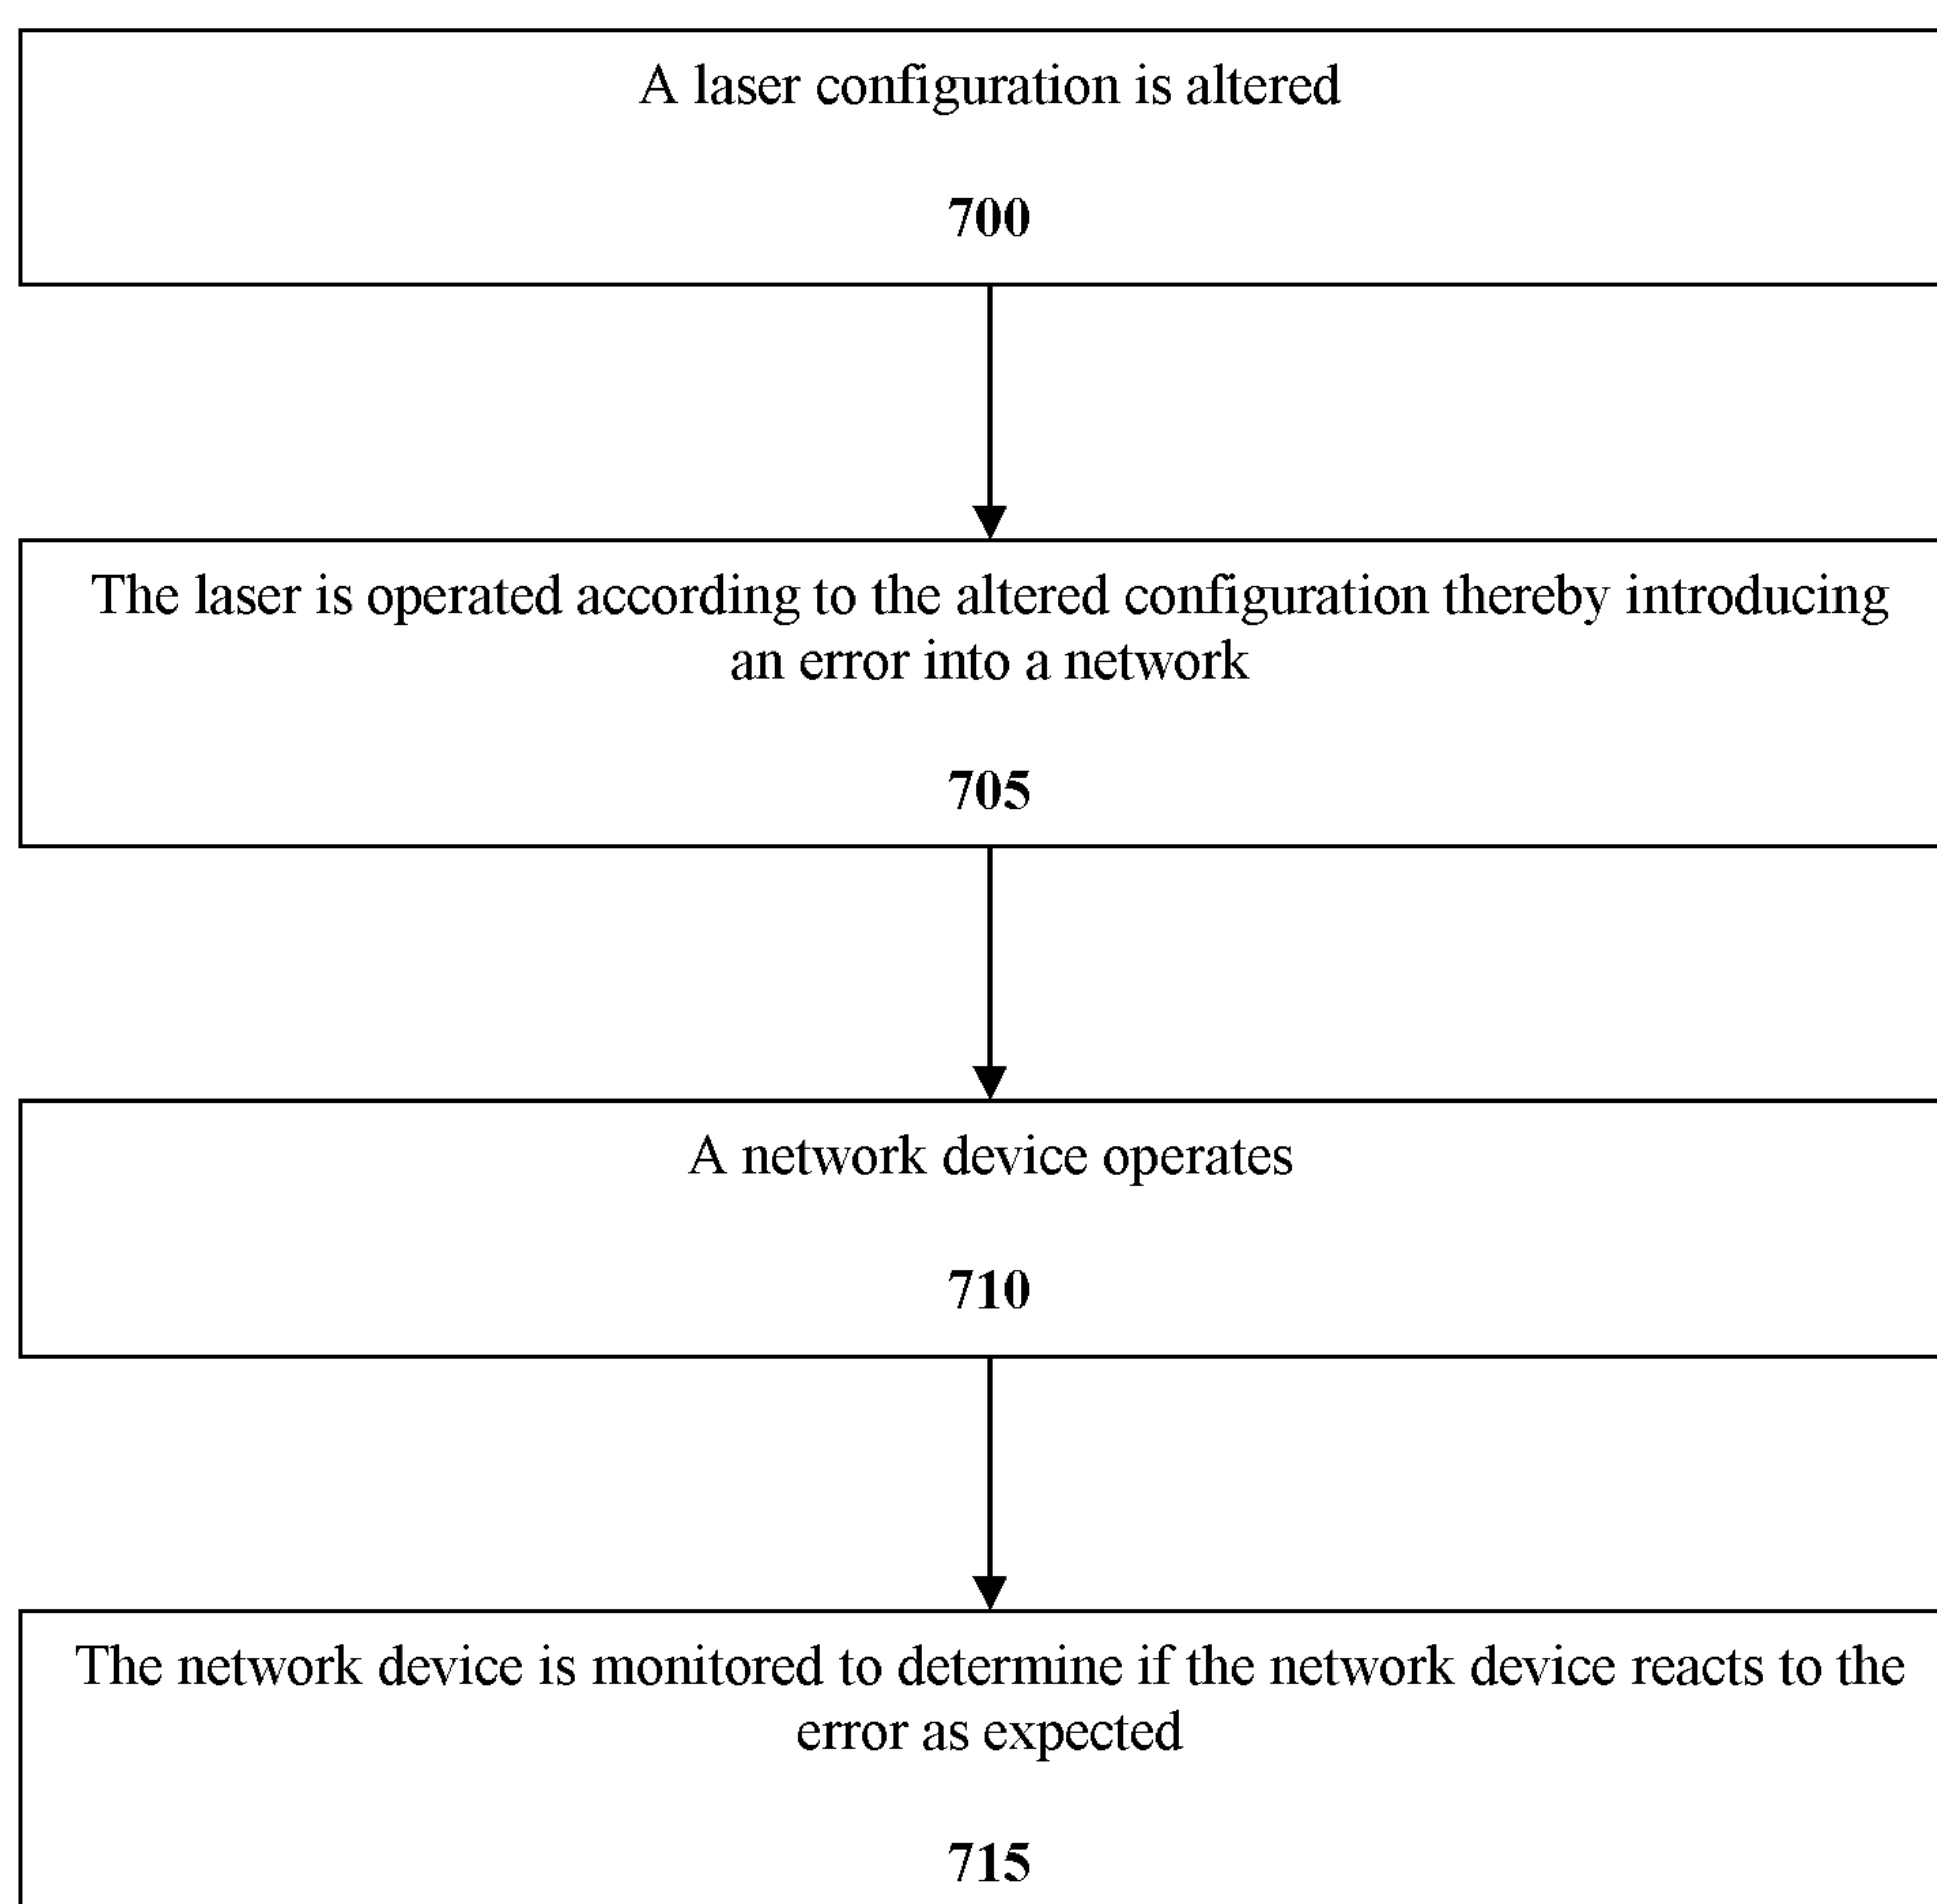 A laser configuration is altered
700
The laser is operated according to the altered configuration thereby introducing
an error into a network
705
A network device operates
710
The network device is monitored to determine if the network device reacts to the
error as expected
715